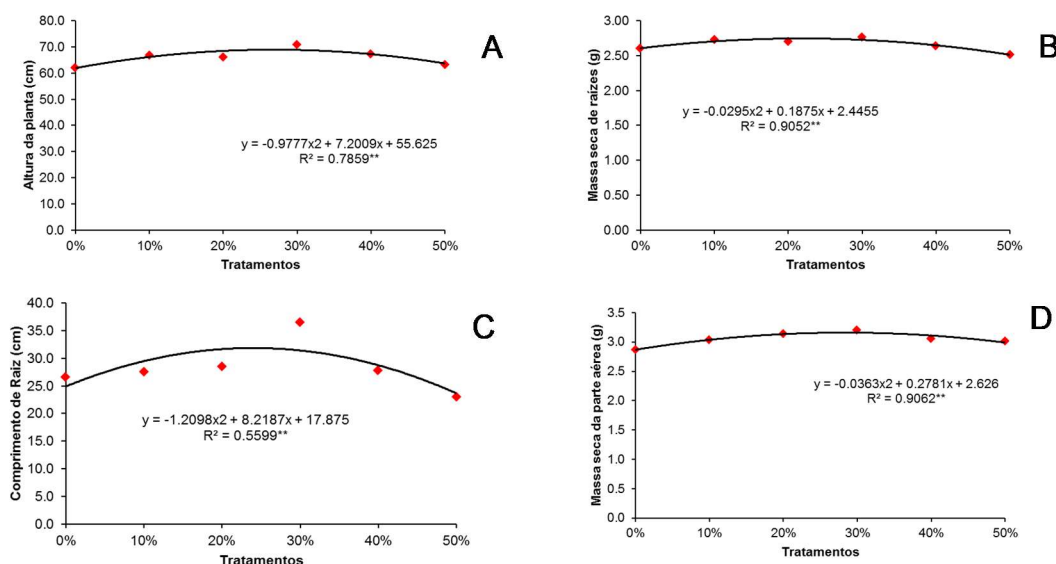 A
Altura da planta (cm)
80.0
70.0
60.0
50.0
40.0
30.0
20.0
10.0
0.0
y = -0.9777x2 + 7.2009x + 55.625
R² = 0.7859**
0% 10% 20% 30% 40% 50%
Tratamentos
B
Massa seca de raizes (g)
3.00
2.50
2.00
1.50
1.00
0.50
0.00
y = -0.0295x2 + 0.1875x + 2.4455
R² = 0.9052**
0% 10% 20% 30% 40% 50%
Tratamentos
C
Comprimento de Raiz (cm)
40.0
35.0
30.0
25.0
20.0
15.0
10.0
5.0
0.0
y = -1.2098x2 + 8.2187x + 17.875
R² = 0.5599**
0% 10% 20% 30% 40% 50%
Tratamentos
D
Massa seca da parte aérea (g)
3.5
3.0
2.5
2.0
1.5
1.0
0.5
0.0
y = -0.0363x2 + 0.2781x + 2.626
R² = 0.9062**
0% 10% 20% 30% 40% 50%
Tratamentos